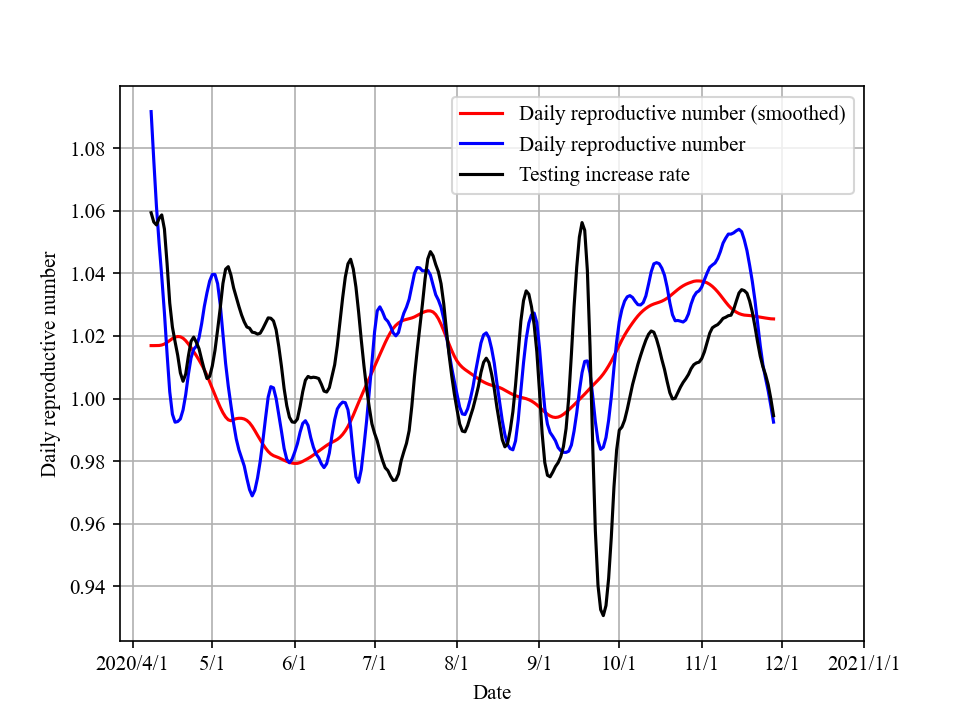 Daily reproductive number (smoothed)
Daily reproductive number
Testing increase rate
Daily reproductive number
1.08
1.06
1.04
1.02
1.00
0.98
0.96
0.94
2020/4/1 5/1 6/1 7/1 8/1 9/1 10/1 11/1 12/1 2021/1/1
Date